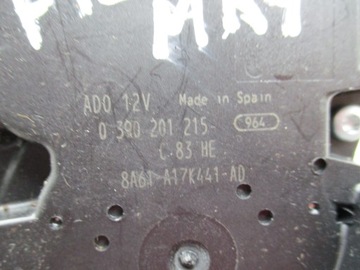 ADO 12V Made in Spain
0 390 201 215- 964
C-83 HE
8A61-A17K441-AD